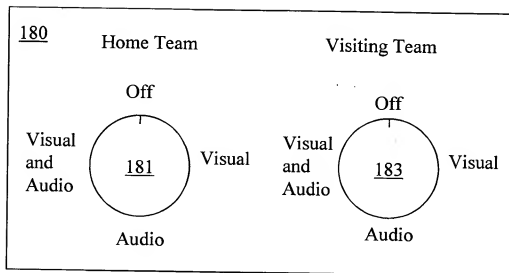 180
Home Team
Visiting Team
Off
Visual
and
Audio
181
Visual
Audio
Off
Visual
and
Audio
183
Visual
Audio